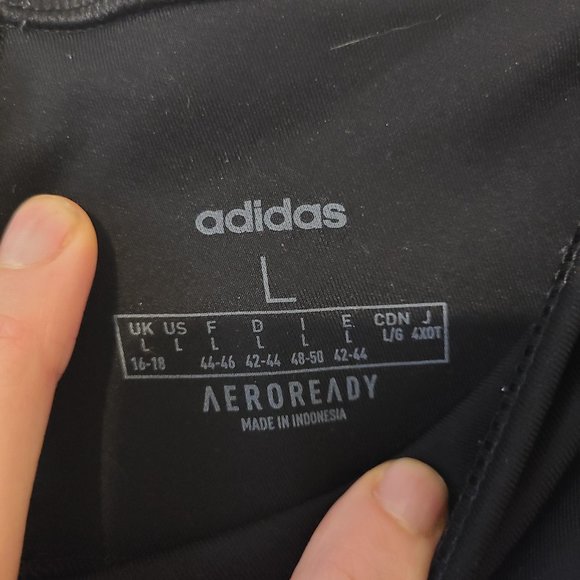 adidas
L
UK US F D I E CDN J
L L L L L L L/G 4XOT
16-18 44-46 42-44 48-50 42-44
AEROREADY
MADE IN INDONESIA